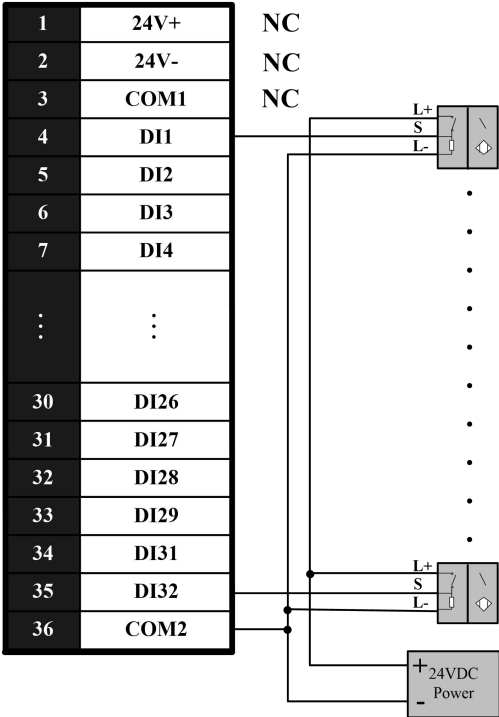 1 24V+ NC
2 24V- NC
3 COM1 NC
4 DI1
5 DI2
6 DI3
7 DI4
⋮ ⋮
30 DI26
31 DI27
32 DI28
33 DI29
34 DI31
35 DI32
36 COM2
L+
S
L-
L+
S
L-
+ 24VDC
- Power